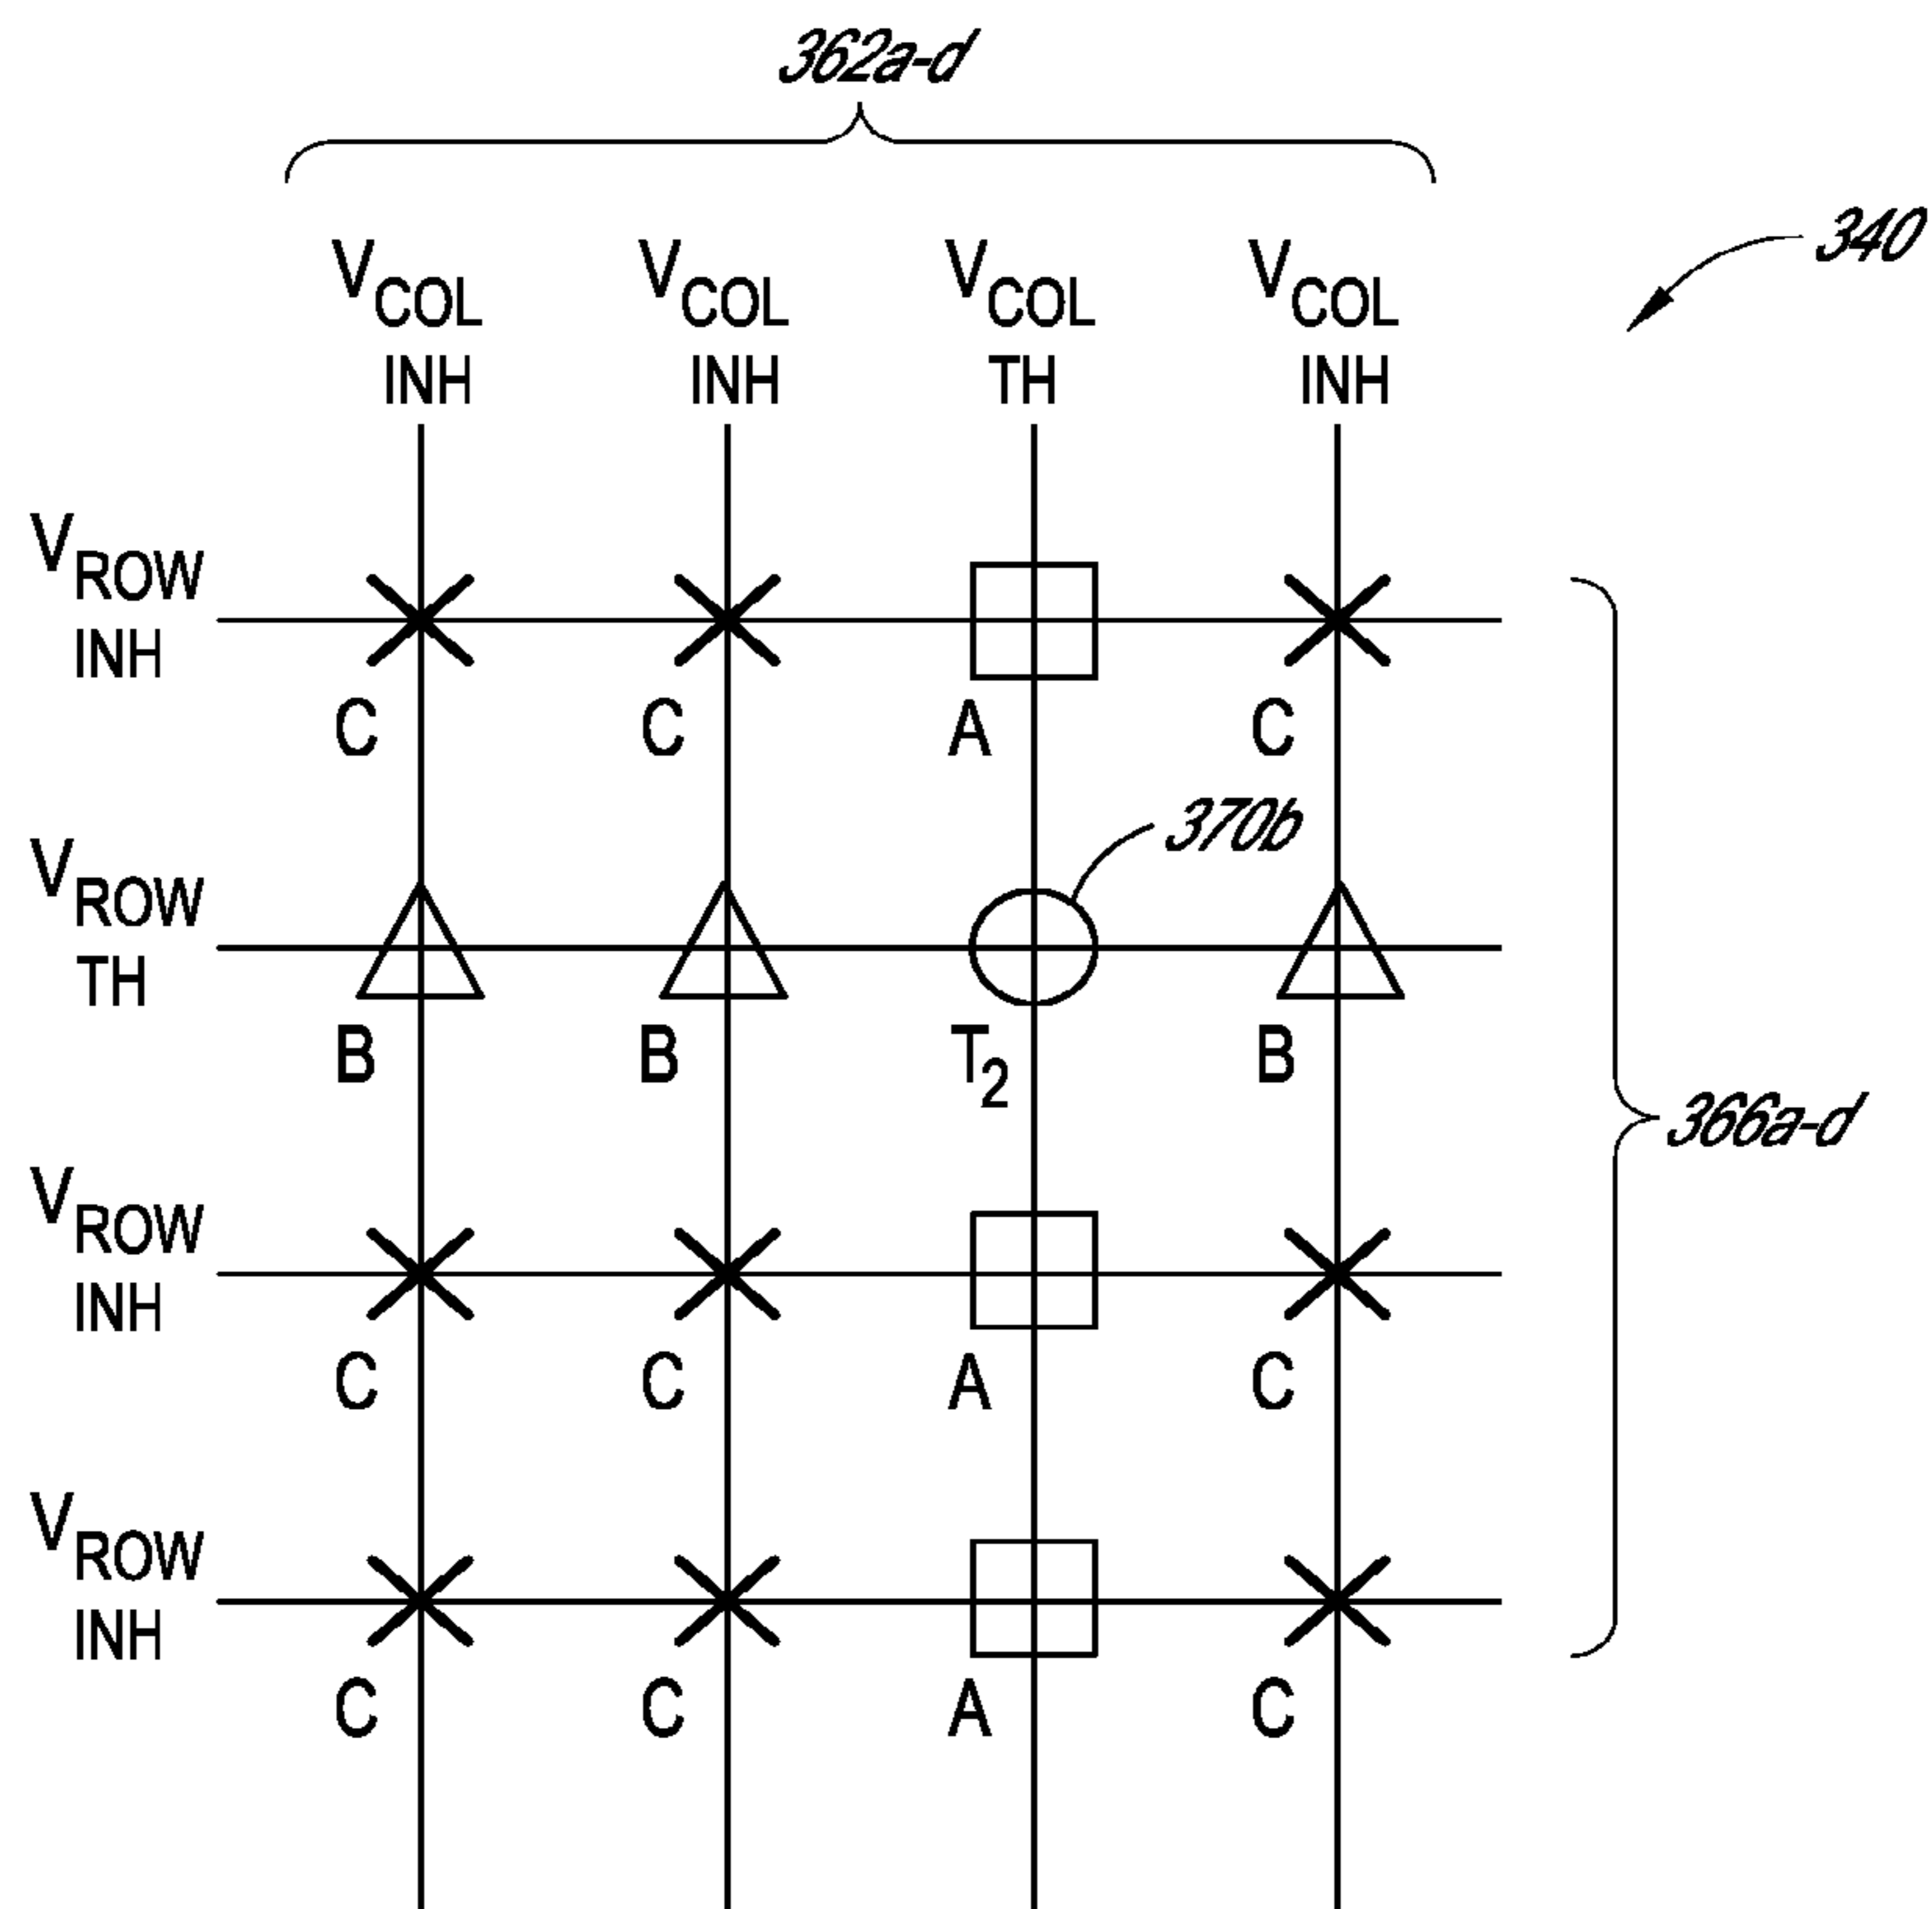 362a-d
340
V COL INH V COL INH V COL TH V COL INH
V ROW INH
C C A C
370b
V ROW TH
B B T2 B
366a-d
V ROW INH
C C A C
V ROW INH
C C A C